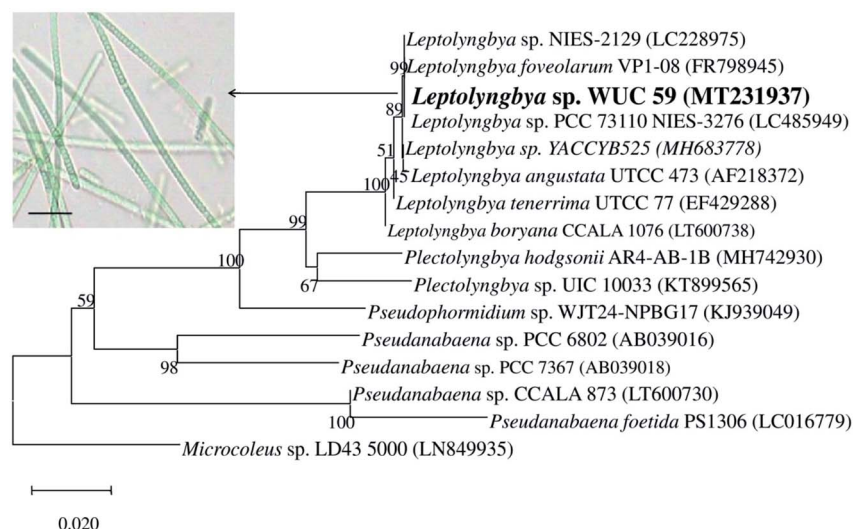 Leptolyngbya sp. NIES-2129 (LC228975)
99
Leptolyngbya foveolarum VP1-08 (FR798945)
Leptolyngbya sp. WUC 59 (MT231937)
89
Leptolyngbya sp. PCC 73110 NIES-3276 (LC485949)
51
Leptolyngbya sp. YACCYB525 (MH683778)
45
Leptolyngbya angustata UTCC 473 (AF218372)
100
Leptolyngbya tenerrima UTCC 77 (EF429288)
99
Leptolyngbya boryana CCALA 1076 (LT600738)
100
Plectolyngbya hodgsonii AR4-AB-1B (MH742930)
67
Plectolyngbya sp. UIC 10033 (KT899565)
59
Pseudophormidium sp. WJT24-NPBG17 (KJ939049)
Pseudanabaena sp. PCC 6802 (AB039016)
98
Pseudanabaena sp. PCC 7367 (AB039018)
Pseudanabaena sp. CCALA 873 (LT600730)
100
Pseudanabaena foetida PS1306 (LC016779)
Microcoleus sp. LD43 5000 (LN849935)
0.020